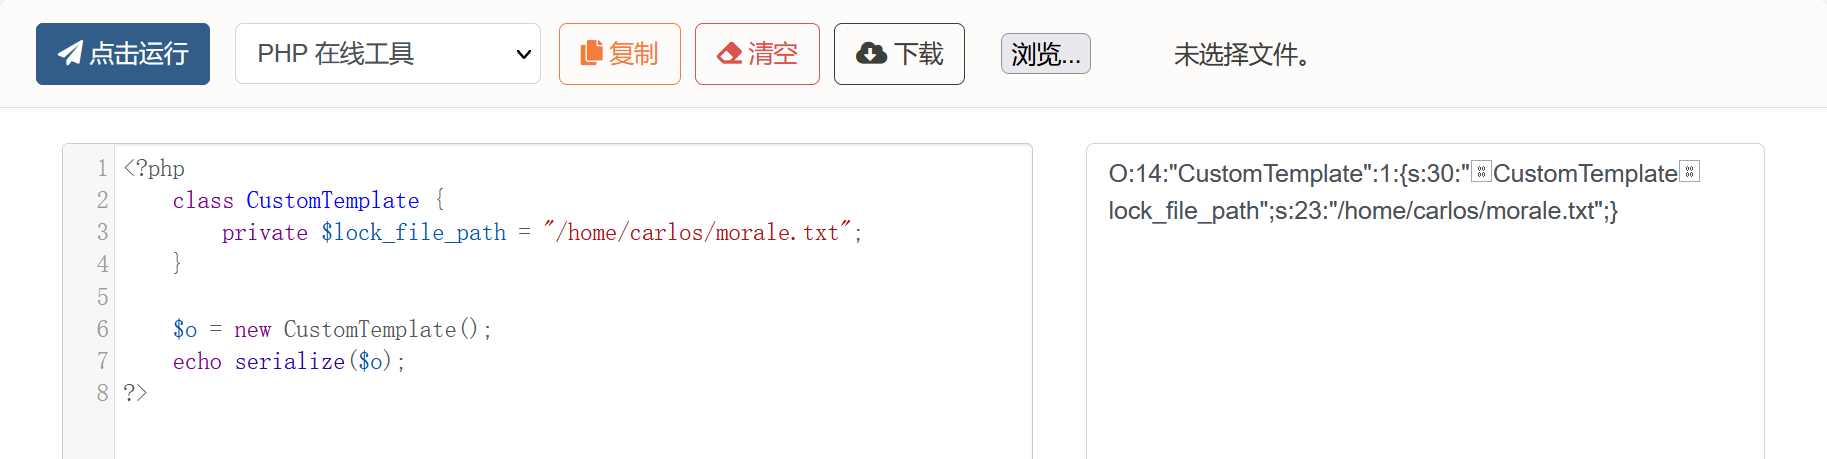 点击运行 PHP 在线工具 复制 清空 下载 浏览... 未选择文件。
1 <?php
2 class CustomTemplate {
3 private $lock_file_path = "/home/carlos/morale.txt";
4 }
5
6 $o = new CustomTemplate();
7 echo serialize($o);
8 ?>
O:14:"CustomTemplate":1:{s:30:"CustomTemplate
lock_file_path";s:23:"/home/carlos/morale.txt";}